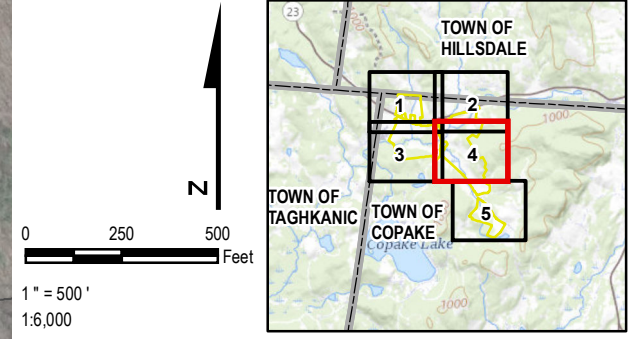 23
TOWN OF
HILLSDALE
1
2
1000
3
4
TOWN OF
TAGHKANIC
TOWN OF
COPAKE
5
Copake Lake
1000
N
0 250 500
Feet
1 " = 500 '
1:6,000